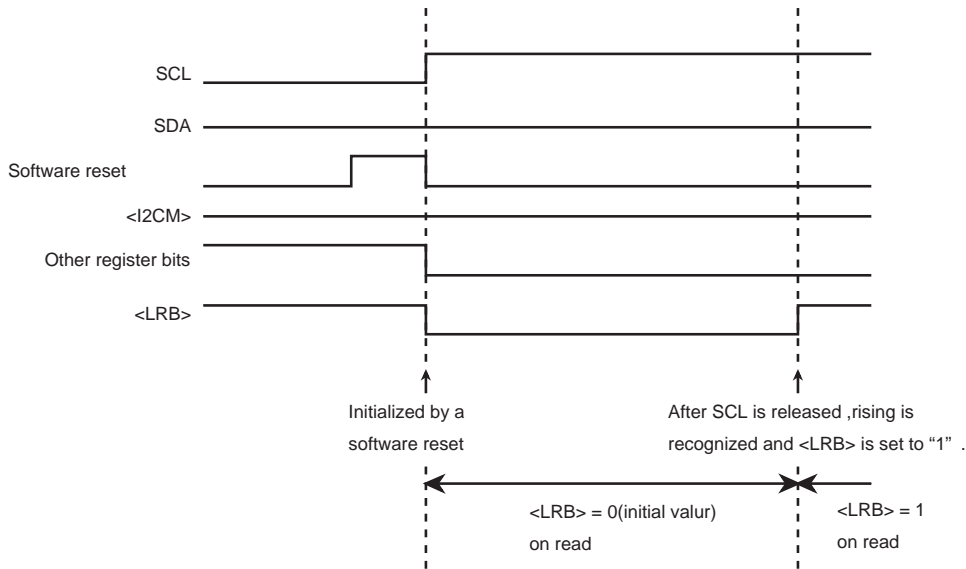 SCL
SDA
Software reset
<I2CM>
Other register bits
<LRB>
Initialized by a
software reset
After SCL is released ,rising is
recognized and <LRB> is set to “1” .
<LRB> = 0(initial valur)
on read
<LRB> = 1
on read